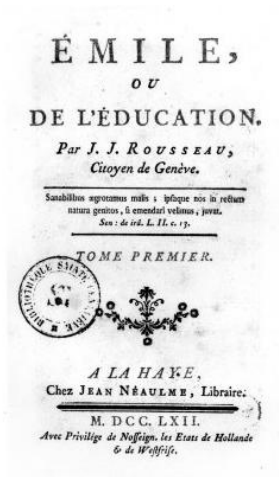 ÉMILE,
OU
DE L'ÉDUCATION.
Par J. J. ROUSSEAU,
Citoyen de Genève.
Sanabilibus ægrotamus malis ; ipsaque nos in rectum
natura genitos, si emendari velimus, juvat.
Sen : de irâ. L. II. c. 13.
TOME PREMIER.
BIBLIOTHÈQUE
A LA HAYE,
Chez JEAN NÉAULME, Libraire.
M. DCC. LXII.
Avec Privilége de Nosseign. les Etats de Hollande
& de Westfrise.